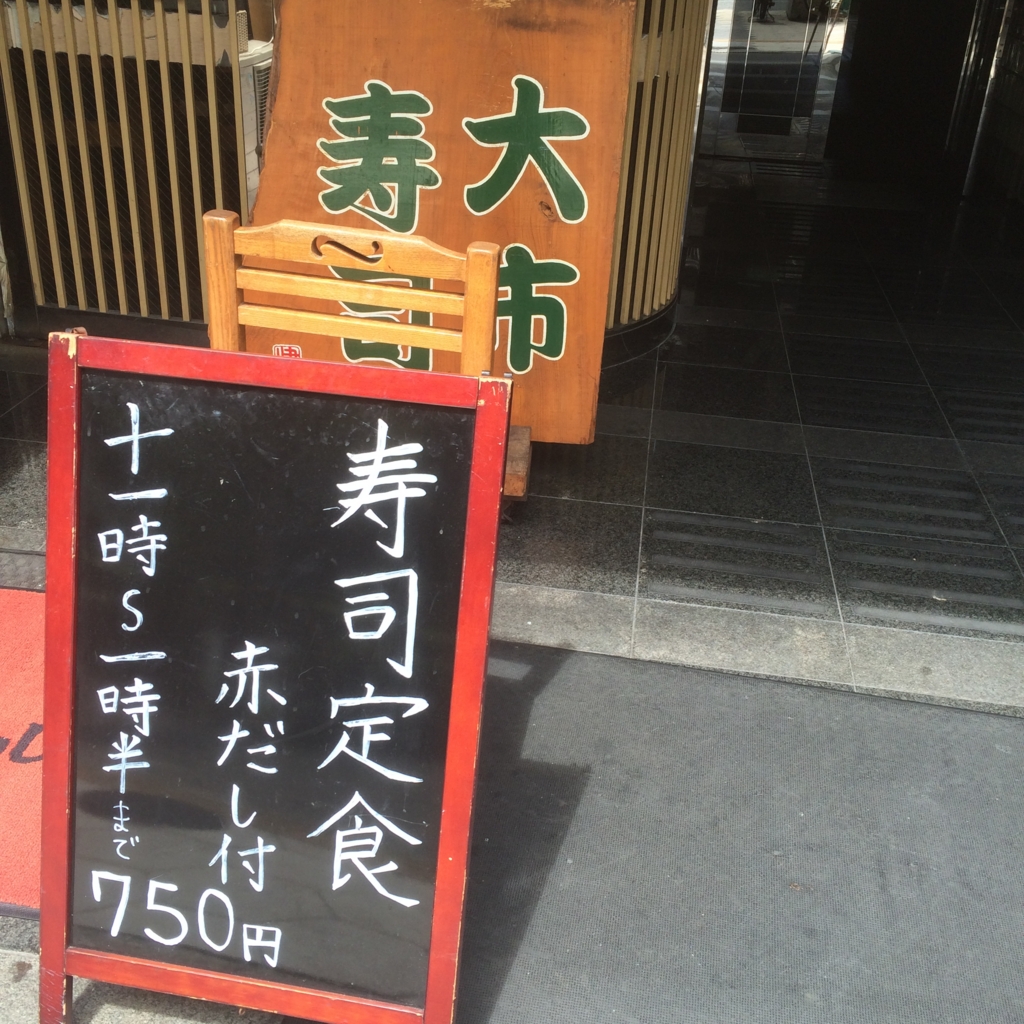 大市
寿司
寿司定食
赤だし付
十一時～一時半まで
750円